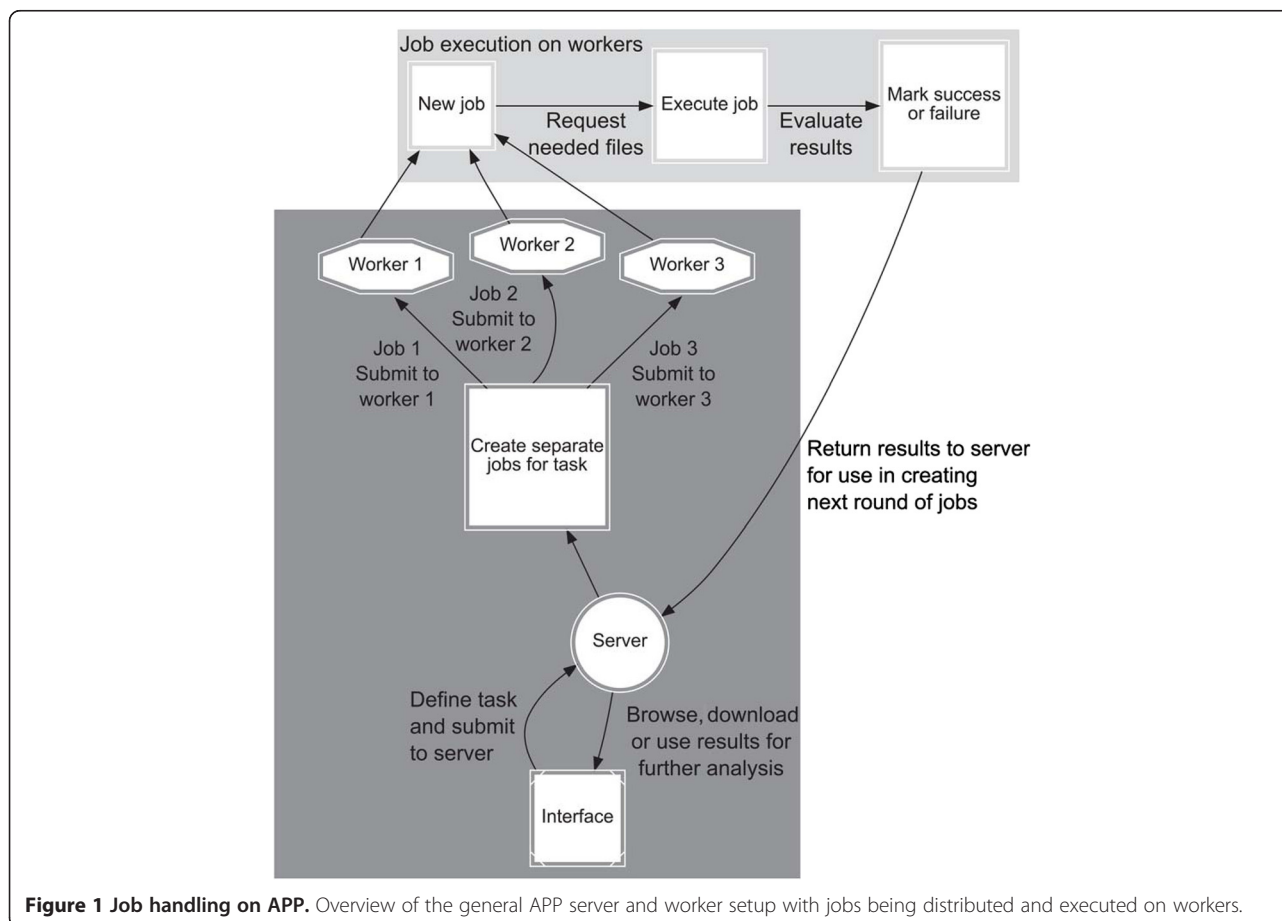 Job execution on workers
New job
Request
needed files
Execute job
Evaluate
results
Mark success
or failure
Worker 1
Worker 2
Worker 3
Job 1
Submit to
worker 1
Job 2
Submit to
worker 2
Job 3
Submit to
worker 3
Create separate
jobs for task
Return results to server
for use in creating
next round of jobs
Server
Define task
and submit
to server
Browse, download
or use results for
further analysis
Interface
Figure 1 Job handling on APP. Overview of the general APP server and worker setup with jobs being distributed and executed on workers.